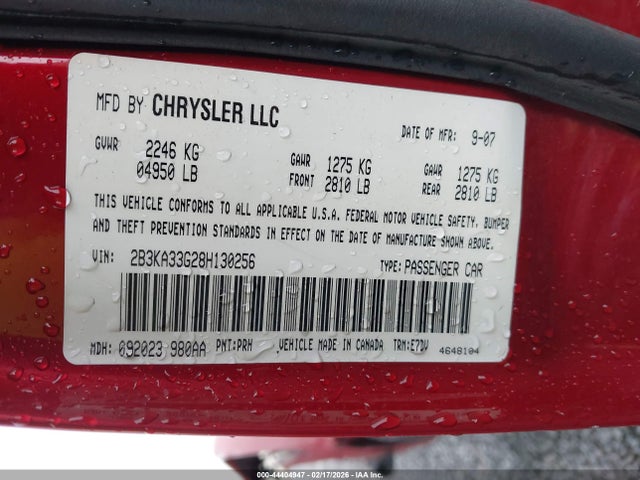 MFD BY CHRYSLER LLC
DATE OF MFR: 9-07
GVWR 2246 KG
04950 LB
GAWR FRONT 1275 KG
2810 LB
GAWR REAR 1275 KG
2810 LB
THIS VEHICLE CONFORMS TO ALL APPLICABLE U.S.A. FEDERAL MOTOR VEHICLE SAFETY, BUMPER
AND THEFT PREVENTION STANDARDS IN EFFECT ON THE DATE OF MANUFACTURE SHOWN ABOVE.
VIN: 2B3KA33G28H130256 TYPE: PASSENGER CAR
MDH: 092023 980AA PNT: PRH VEHICLE MADE IN CANADA TRM: E7DV 4648104
000-44404947 - 02/17/2026 - IAAI.COM